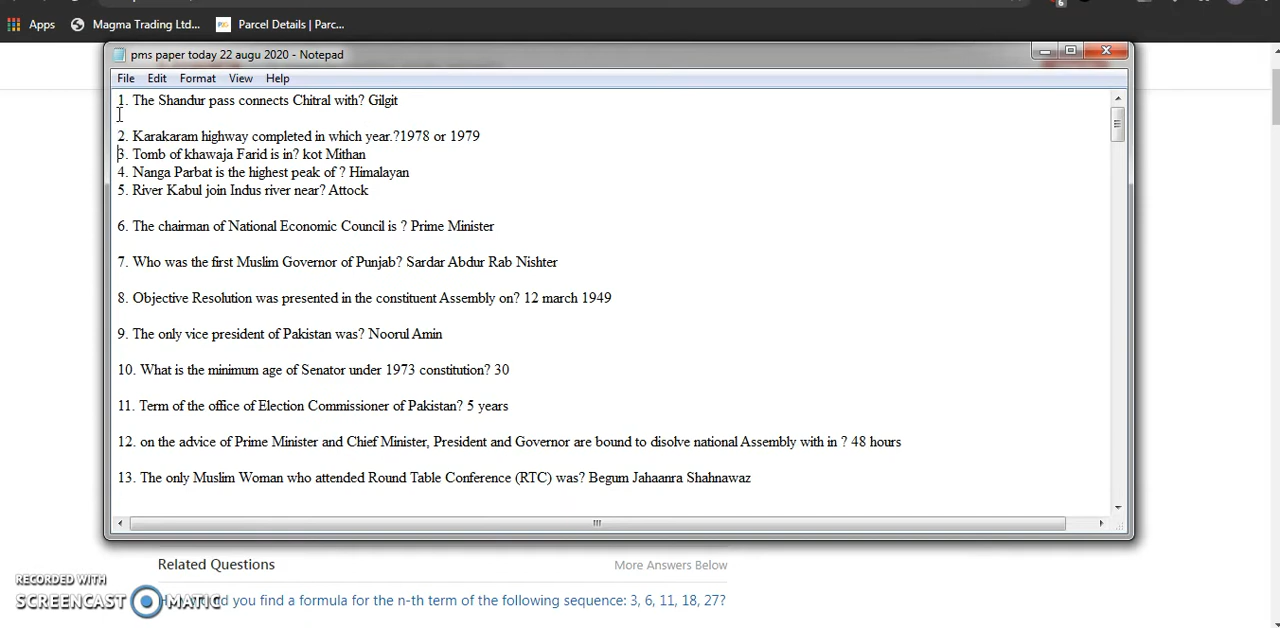 Apps Magma Trading Ltd... Parcel Details | Parc...
pms paper today 22 augu 2020 - Notepad
File Edit Format View Help
1. The Shandur pass connects Chitral with? Gilgit
2. Karakaram highway completed in which year.?1978 or 1979
3. Tomb of khawaja Farid is in? kot Mithan
4. Nanga Parbat is the highest peak of ? Himalayan
5. River Kabul join Indus river near? Attock
6. The chairman of National Economic Council is ? Prime Minister
7. Who was the first Muslim Governor of Punjab? Sardar Abdur Rab Nishter
8. Objective Resolution was presented in the constituent Assembly on? 12 march 1949
9. The only vice president of Pakistan was? Noorul Amin
10. What is the minimum age of Senator under 1973 constitution? 30
11. Term of the office of Election Commissioner of Pakistan? 5 years
12. on the advice of Prime Minister and Chief Minister, President and Governor are bound to disolve national Assembly with in ? 48 hours
13. The only Muslim Woman who attended Round Table Conference (RTC) was? Begum Jahaanra Shahnawaz
Related Questions More Answers Below
RECORDED WITH
SCREENCAST MATIC
you find a formula for the n-th term of the following sequence: 3, 6, 11, 18, 27?